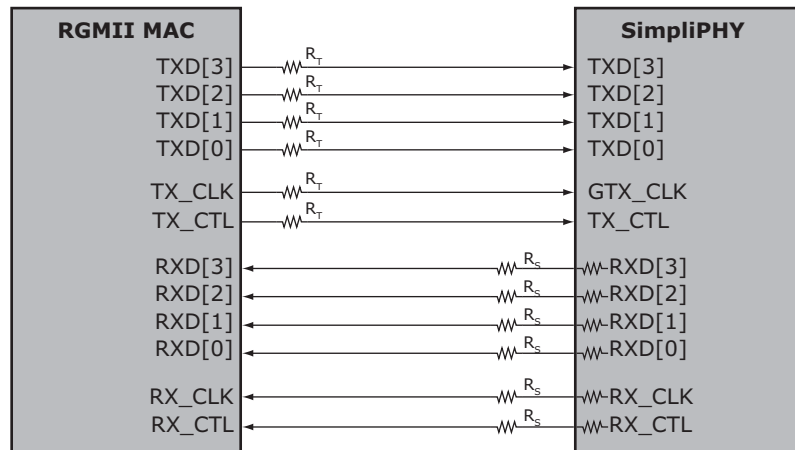 RGMII MAC SimpliPHY
TXD[3] R_T TXD[3]
TXD[2] R_T TXD[2]
TXD[1] R_T TXD[1]
TXD[0] R_T TXD[0]
TX_CLK R_T GTX_CLK
TX_CTL R_T TX_CTL
RXD[3] R_S RXD[3]
RXD[2] R_S RXD[2]
RXD[1] R_S RXD[1]
RXD[0] R_S RXD[0]
RX_CLK R_S RX_CLK
RX_CTL R_S RX_CTL